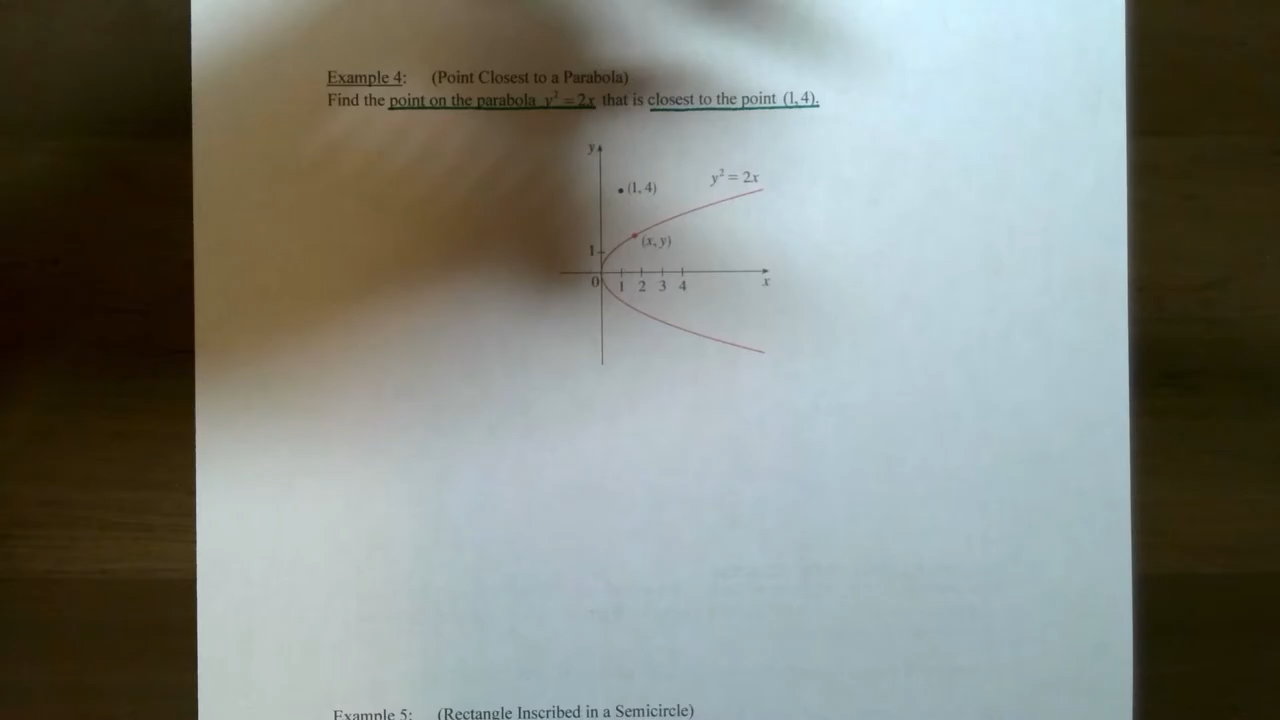 Example 4: (Point Closest to a Parabola)
Find the point on the parabola y² = 2x that is closest to the point (1, 4).
y
(1, 4)
y² = 2x
(x, y)
1
0 1 2 3 4 x
Example 5: (Rectangle Inscribed in a Semicircle)